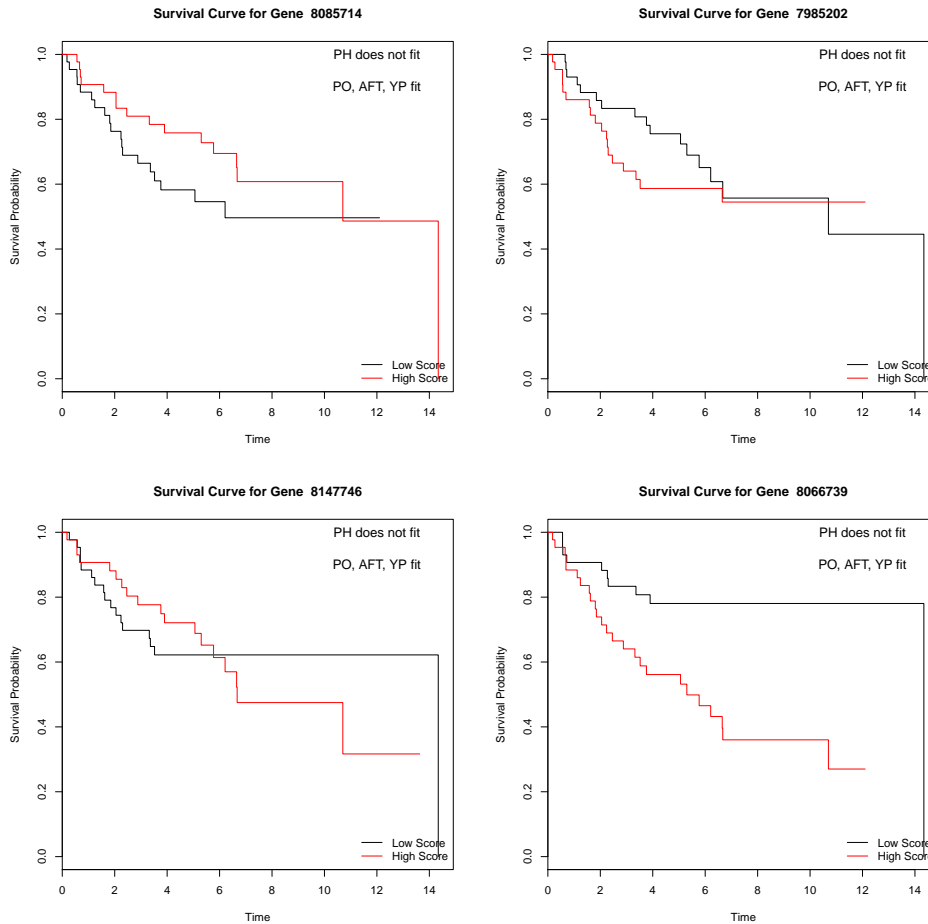 Survival Curve for Gene 8085714
PH does not fit
PO, AFT, YP fit
Survival Probability
1.0
0.8
0.6
0.4
0.2
0.0
Low Score
High Score
0 2 4 6 8 10 12 14
Time
Survival Curve for Gene 7985202
PH does not fit
PO, AFT, YP fit
Survival Probability
1.0
0.8
0.6
0.4
0.2
0.0
Low Score
High Score
0 2 4 6 8 10 12 14
Time
Survival Curve for Gene 8147746
PH does not fit
PO, AFT, YP fit
Survival Probability
1.0
0.8
0.6
0.4
0.2
0.0
Low Score
High Score
0 2 4 6 8 10 12 14
Time
Survival Curve for Gene 8066739
PH does not fit
PO, AFT, YP fit
Survival Probability
1.0
0.8
0.6
0.4
0.2
0.0
Low Score
High Score
0 2 4 6 8 10 12 14
Time